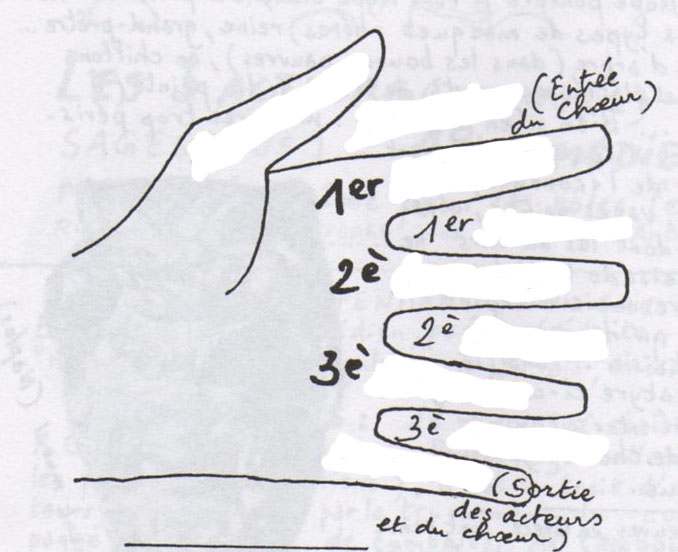 (Entrée
du Chœur)
1er
1er
2è
2è
3è
3è
(Sortie
des acteurs
et du chœur)